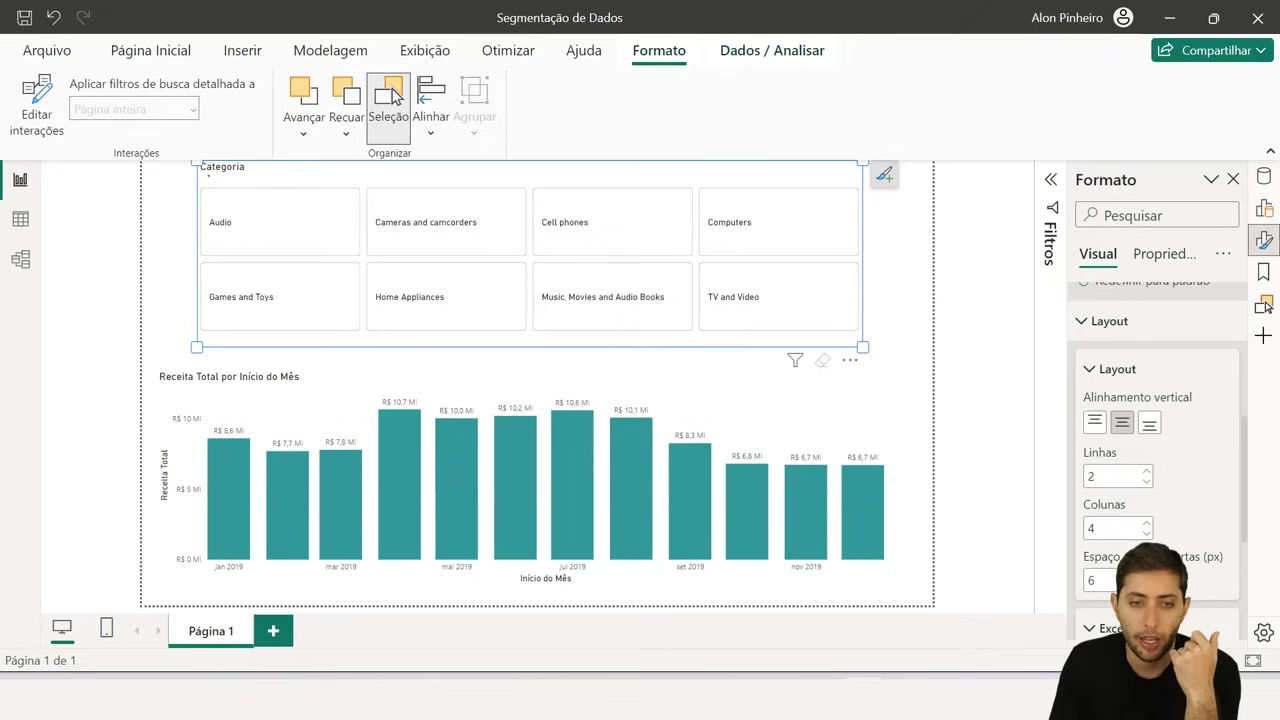 Segmentação de Dados
Alon Pinheiro
Arquivo
Página Inicial
Inserir
Modelagem
Exibição
Otimizar
Ajuda
Formato
Dados / Analisar
Compartilhar
Editar interações
Aplicar filtros de busca detalhada a
Página inteira
Interações
Avançar
Recuar
Seleção
Alinhar
Agrupar
Organizar
Categoria
Audio
Cameras and camcorders
Cell phones
Computers
Games and Toys
Home Appliances
Music, Movies and Audio Books
TV and Video
Receita Total por Início do Mês
Receita Total
R$ 10 Mi
R$ 5 Mi
R$ 0 Mi
R$ 8,6 Mi
R$ 7,7 Mi
R$ 7,8 Mi
R$ 10,7 Mi
R$ 10,0 Mi
R$ 10,2 Mi
R$ 10,6 Mi
R$ 10,1 Mi
R$ 8,3 Mi
R$ 6,8 Mi
R$ 6,7 Mi
R$ 6,7 Mi
jan 2019
mar 2019
mai 2019
jul 2019
set 2019
nov 2019
Início do Mês
Filtros
Formato
Pesquisar
Visual
Propried...
Redefinir para padrão
Layout
Layout
Alinhamento vertical
Linhas
2
Colunas
4
Espaço
(px)
6
Página 1
Página 1 de 1